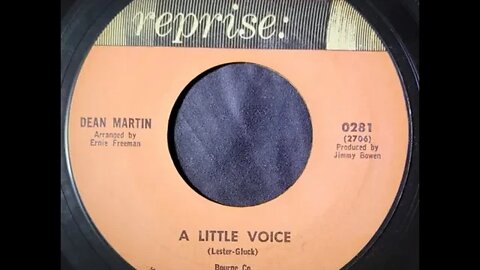 reprise:
DEAN MARTIN
Arranged by
Ernie Freeman
0281
(2706)
Produced by
Jimmy Bowen
A LITTLE VOICE
(Lester-Gluck)
Bourne Co.